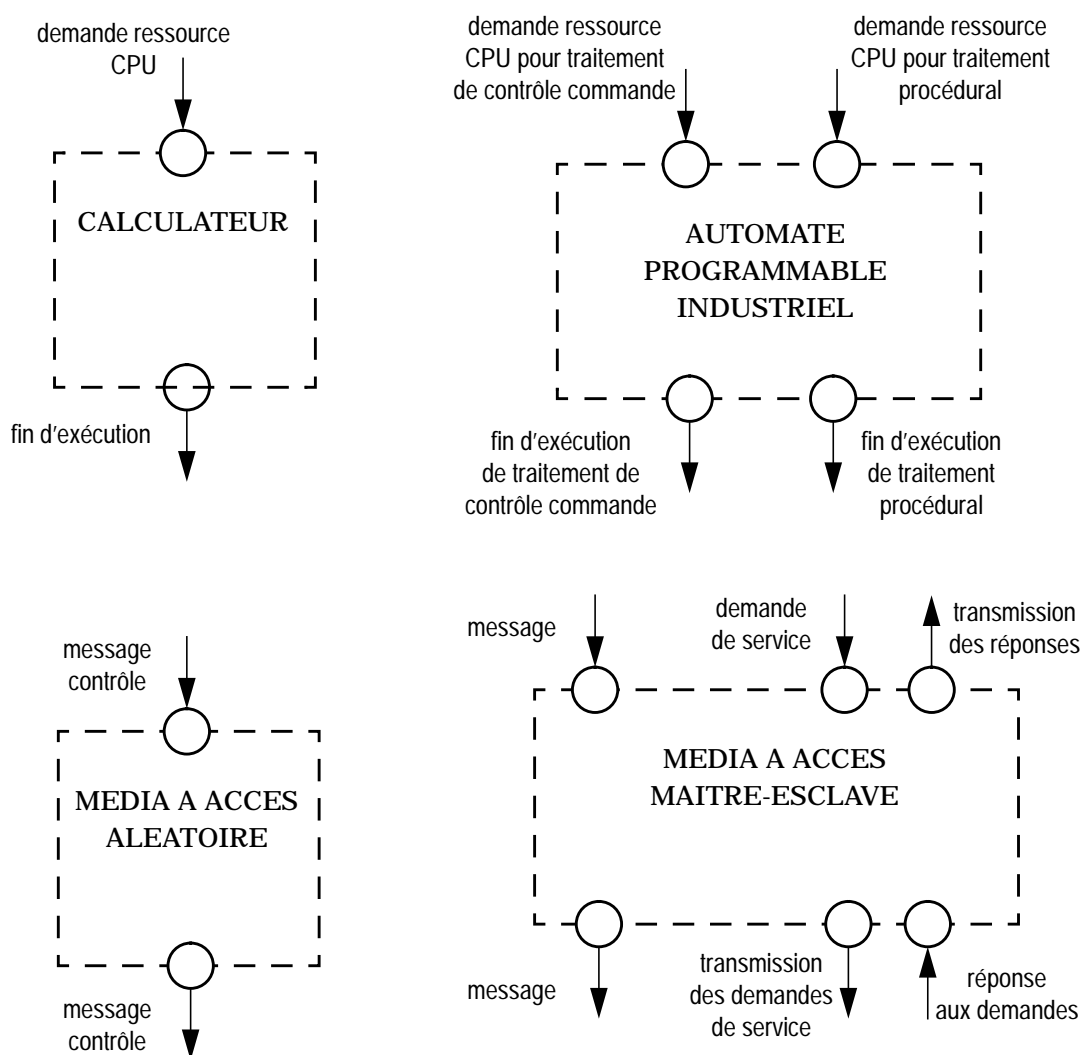 demande ressource
CPU
CALCULATEUR
fin d'exécution
demande ressource
CPU pour traitement
de contrôle commande
demande ressource
CPU pour traitement
procédural
AUTOMATE
PROGRAMMABLE
INDUSTRIEL
fin d'exécution
de traitement de
contrôle commande
fin d'exécution
de traitement
procédural
message
contrôle
MEDIA A ACCES
ALEATOIRE
message
contrôle
message
demande
de service
transmission
des réponses
MEDIA A ACCES
MAITRE-ESCLAVE
message
transmission
des demandes
de service
réponse
aux demandes